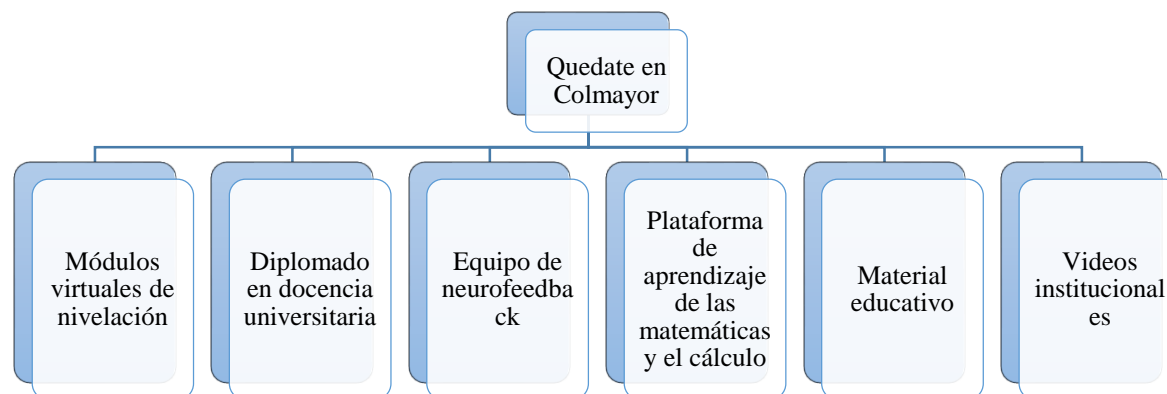 Quedate en
Colmayor
Módulos
virtuales de
nivelación
Diplomado
en docencia
universitaria
Equipo de
neurofeedba
ck
Plataforma
de
aprendizaje
de las
matemáticas
y el cálculo
Material
educativo
Videos
institucional
es